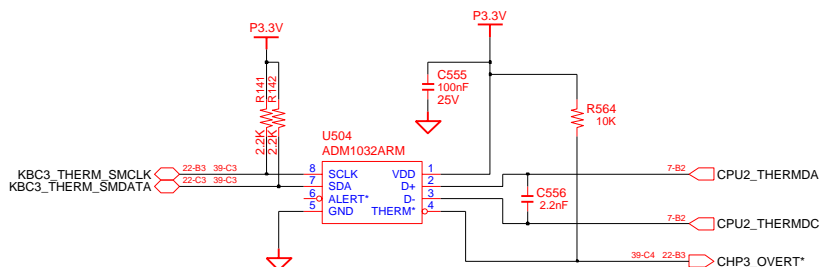 P3.3V
P3.3V
R141
2.2K
R142
2.2K
C555
100nF
25V
R564
10K
U504
ADM1032ARM
KBC3_THERM_SMCLK 22-B3 39-C3 8 SCLK VDD 1
KBC3_THERM_SMDATA 22-C3 39-C3 7 SDA D+ 2 7-B2 CPU2_THERMDA
6 ALERT* D- 3
5 GND THERM* 4
C556
2.2nF
7-B2 CPU2_THERMDC
39-C4 22-B3 CHP3_OVERT*